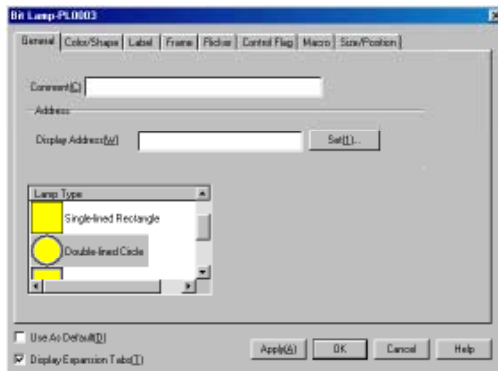 Bit Lamp-PL0003
General Color/Shape Label Frame Flicker Control Flag Macro Size/Position
Comment(C)
Address
Display Address(W) Set(I)...
Lamp Type
Single-lined Rectangle
Double-lined Circle
Use As Default(D)
Display Expansion Tabs(T)
Apply(A) OK Cancel Help